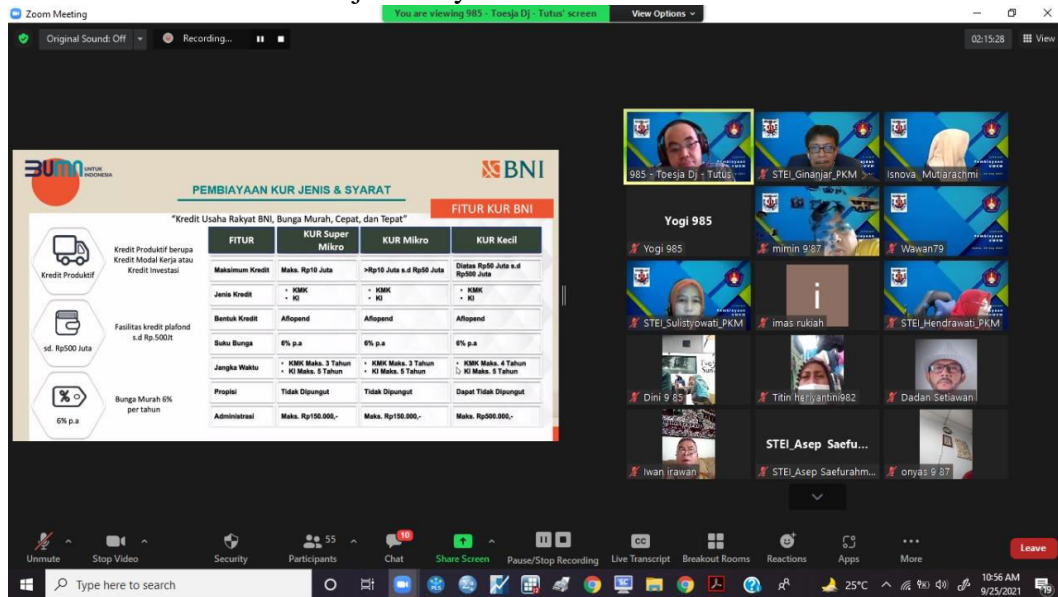 Zoom Meeting
You are viewing 985 - Toesja Dj - Tutus' screen
View Options
Original Sound: Off
Recording...
02:15:28
View
BUMN UNTUK INDONESIA
BNI
PEMBIAYAAN KUR JENIS & SYARAT
FITUR KUR BNI
"Kredit Usaha Rakyat BNI, Bunga Murah, Cepat, dan Tepat"
Kredit Produktif
Kredit Produktif berupa
Kredit Modal Kerja atau
Kredit Investasi
sd. Rp500 Juta
Fasilitas kredit plafond
s.d Rp.500Jt
6% p.a
Bunga Murah 6%
per tahun
FITUR KUR Super Mikro KUR Mikro KUR Kecil
Maksimum Kredit Maks. Rp10 Juta >Rp10 Juta s.d Rp50 Juta Diatas Rp50 Juta s.d Rp500 Juta
Jenis Kredit • KMK • KI • KMK • KI • KMK • KI
Bentuk Kredit Aflopend Aflopend Aflopend
Suku Bunga 6% p.a 6% p.a 6% p.a
Jangka Waktu • KMK Maks. 3 Tahun • KI Maks. 5 Tahun • KMK Maks. 3 Tahun • KI Maks. 5 Tahun • KMK Maks. 4 Tahun • KI Maks. 5 Tahun
Propisi Tidak Dipungut Tidak Dipungut Dapat Tidak Dipungut
Administrasi Maks. Rp150.000,- Maks. Rp150.000,- Maks. Rp500.000,-
985 - Toesja Dj - Tutus
STEI_Ginanjar_PKM
Isnova_Mutiarachmi
Yogi 985
Yogi 985
mimin 9'87
Wawan79
STEI_Sulistyowati_PKM
i
imas rukiah
STEI_Hendrawati_PKM
Dini 9 85
Titin heriyantini982
Dadan Setiawan
Iwan irawan
STEI_Asep Saefu...
STEI_Asep Saefurahm...
onyas 9 87
Unmute
Stop Video
Security
55
Participants
10
Chat
Share Screen
Pause/Stop Recording
CC
Live Transcript
Breakout Rooms
Reactions
Apps
More
Leave
Type here to search
25°C
10:56 AM
9/25/2021
19